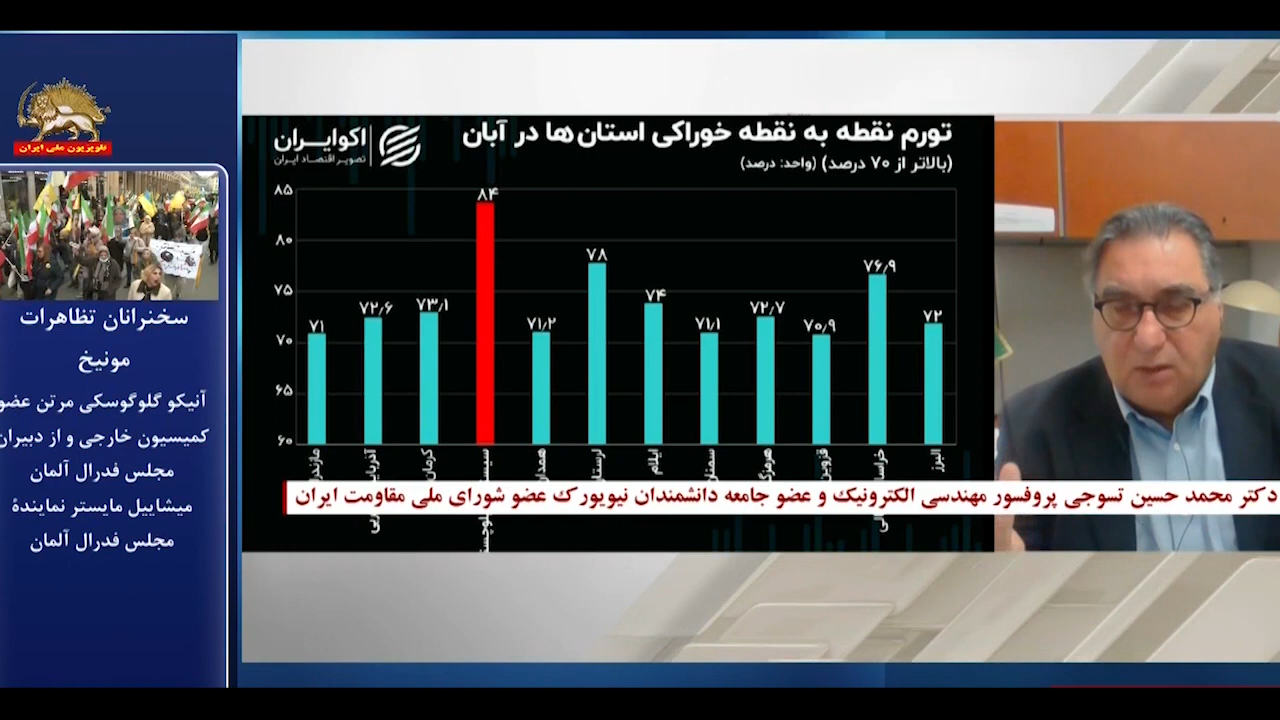 تلویزیون ملی ایران
سخنرانان تظاهرات
مونیخ
آنیکو گلوگوسکی مرتن عضو
کمیسیون خارجی و از دبیران
مجلس فدرال آلمان
میشاییل مایستر نمایندهٔ
مجلس فدرال آلمان
تورم نقطه به نقطه خوراکی استان‌ها در آبان
(بالاتر از ۷۰ درصد) (واحد: درصد)
اکوایران
تصویر اقتصاد ایران
۸۵
۸۰
۷۵
۷۰
۶۵
۶۰
۷۱
۷۲٫۶
۷۳٫۱
۸۴
۷۱٫۲
۷۸
۷۴
۷۱٫۱
۷۲٫۷
۷۰٫۹
۷۶٫۹
۷۲
کرمان
ایلام
سمنان
قزوین
البرز
دکتر محمد حسین تسوجی پروفسور مهندسی الکترونیک و عضو جامعه دانشمندان نیویورک عضو شورای ملی مقاومت ایران